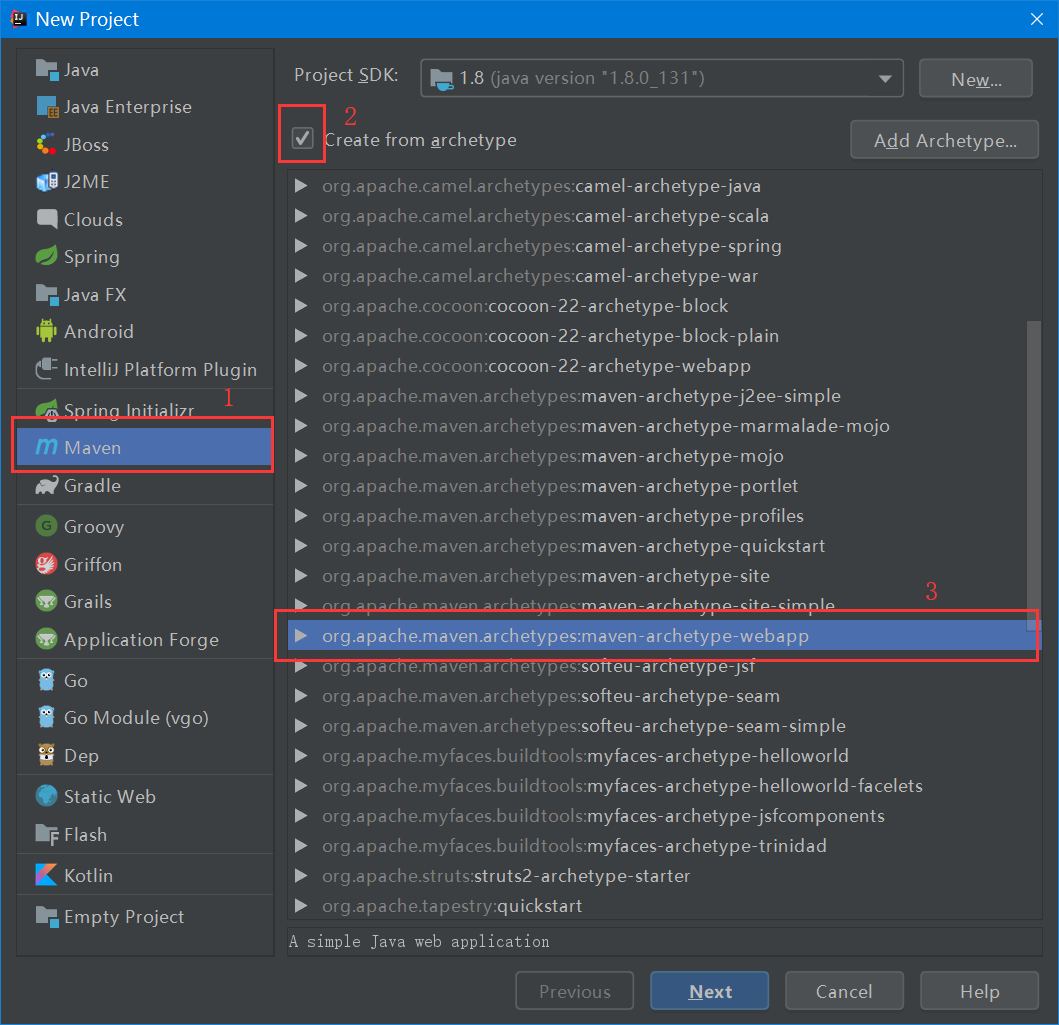 New Project
Java
Java Enterprise
JBoss
J2ME
Clouds
Spring
Java FX
Android
IntelliJ Platform Plugin
1
Spring Initializr
Maven
Gradle
Groovy
Griffon
Grails
Application Forge
Go
Go Module (vgo)
Dep
Static Web
Flash
Kotlin
Empty Project
Project SDK: 1.8 (java version "1.8.0_131") New...
2
Create from archetype Add Archetype...
org.apache.camel.archetypes:camel-archetype-java
org.apache.camel.archetypes:camel-archetype-scala
org.apache.camel.archetypes:camel-archetype-spring
org.apache.camel.archetypes:camel-archetype-war
org.apache.cocoon:cocoon-22-archetype-block
org.apache.cocoon:cocoon-22-archetype-block-plain
org.apache.cocoon:cocoon-22-archetype-webapp
org.apache.maven.archetypes:maven-archetype-j2ee-simple
org.apache.maven.archetypes:maven-archetype-marmalade-mojo
org.apache.maven.archetypes:maven-archetype-mojo
org.apache.maven.archetypes:maven-archetype-portlet
org.apache.maven.archetypes:maven-archetype-profiles
org.apache.maven.archetypes:maven-archetype-quickstart
org.apache.maven.archetypes:maven-archetype-site
org.apache.maven.archetypes:maven-archetype-site-simple
3
org.apache.maven.archetypes:maven-archetype-webapp
org.apache.maven.archetypes:softeu-archetype-jsf
org.apache.maven.archetypes:softeu-archetype-seam
org.apache.maven.archetypes:softeu-archetype-seam-simple
org.apache.myfaces.buildtools:myfaces-archetype-helloworld
org.apache.myfaces.buildtools:myfaces-archetype-helloworld-facelets
org.apache.myfaces.buildtools:myfaces-archetype-jsfcomponents
org.apache.myfaces.buildtools:myfaces-archetype-trinidad
org.apache.struts:struts2-archetype-starter
org.apache.tapestry:quickstart
A simple Java web application
Previous Next Cancel Help